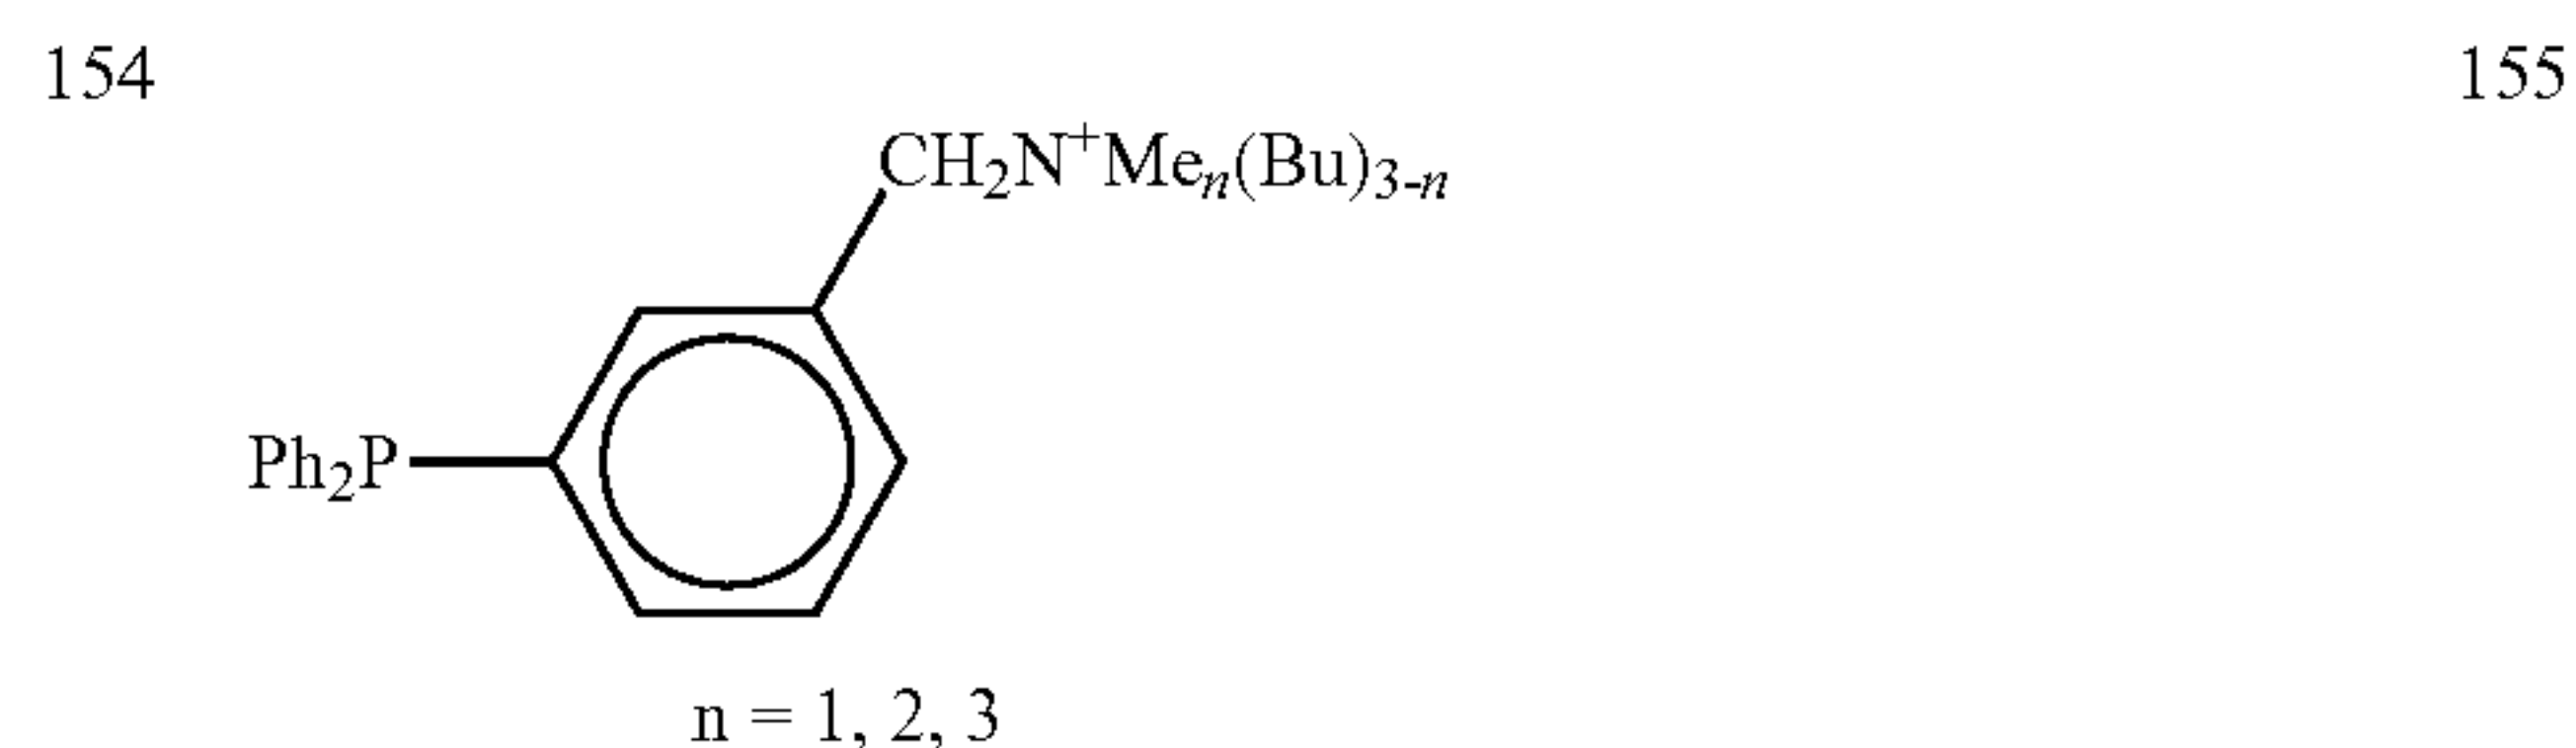 154 155
CH₂N⁺Meₙ(Bu)₃₋ₙ
Ph₂P
n = 1, 2, 3